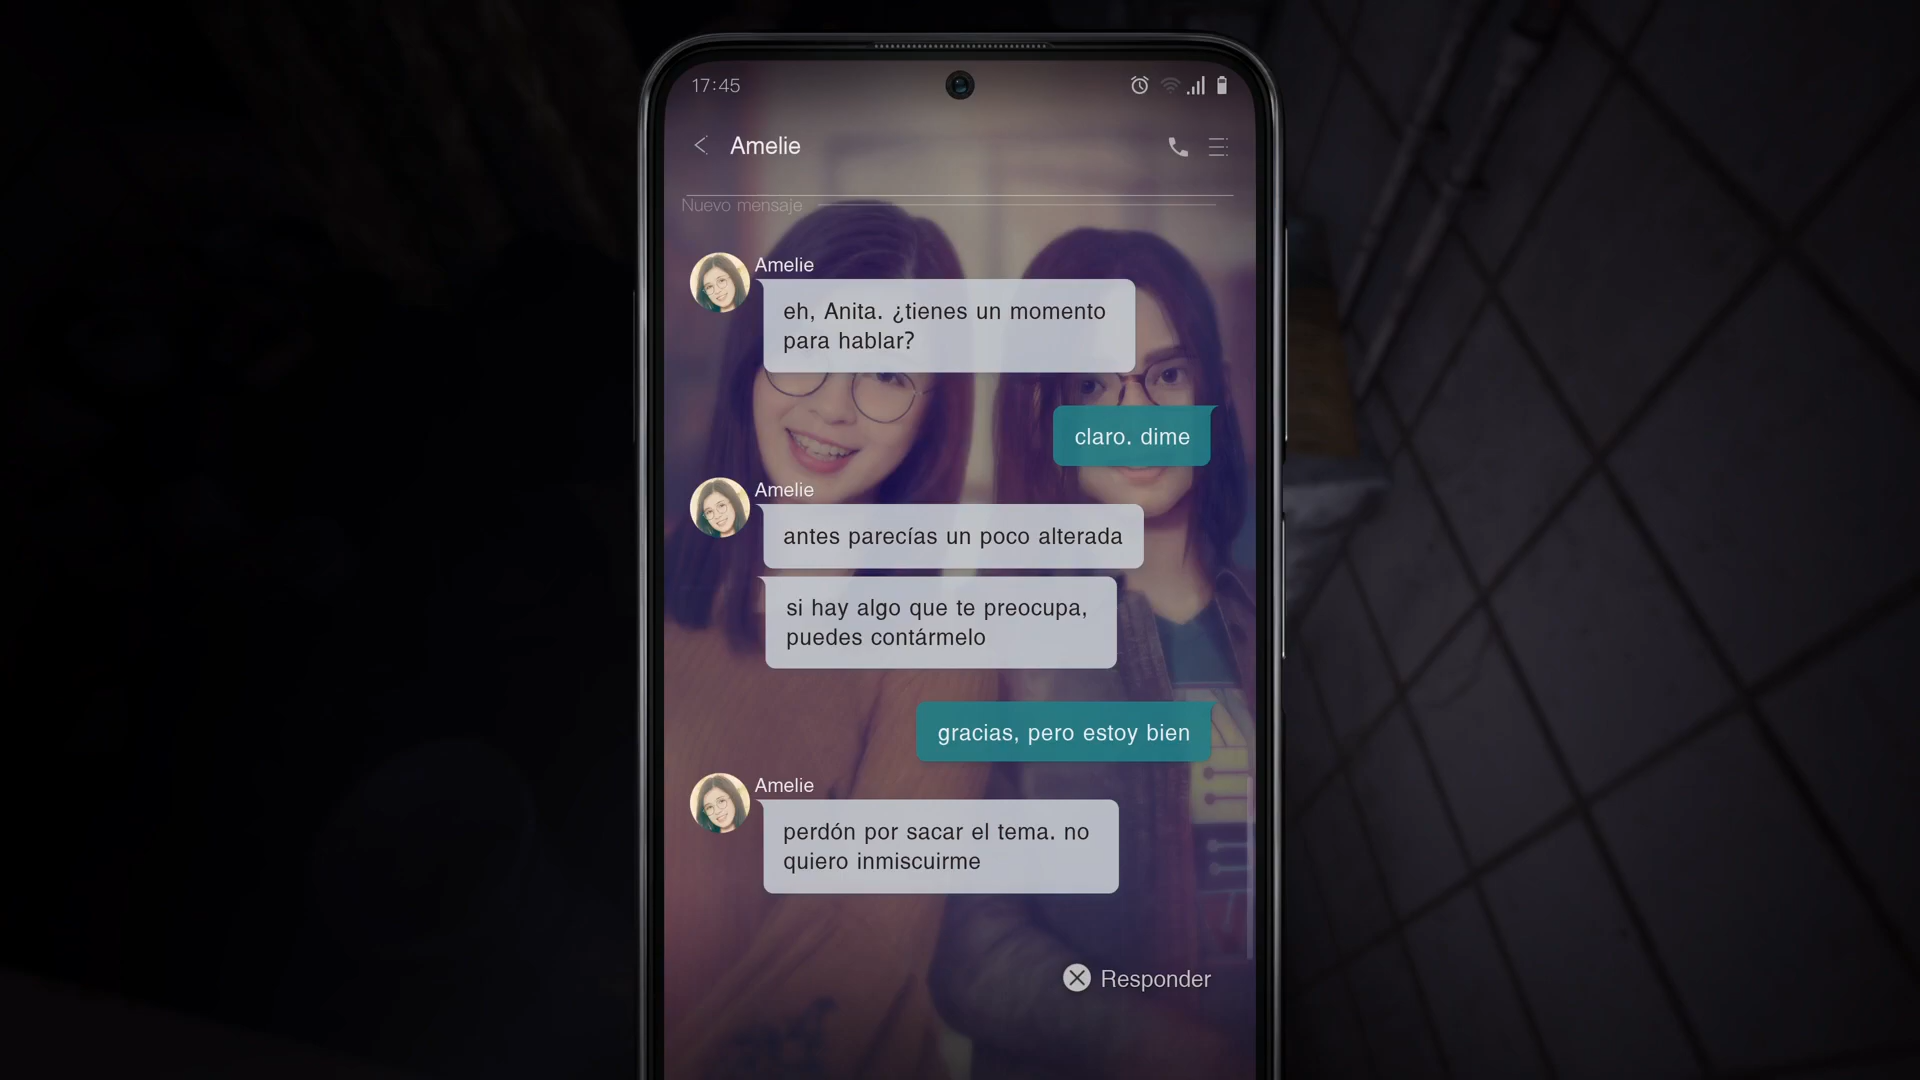 17:45
Amelie
Nuevo mensaje
Amelie
eh, Anita. ¿tienes un momento
para hablar?
claro. dime
Amelie
antes parecías un poco alterada
si hay algo que te preocupa,
puedes contármelo
gracias, pero estoy bien
Amelie
perdón por sacar el tema. no
quiero inmiscuirme
Responder